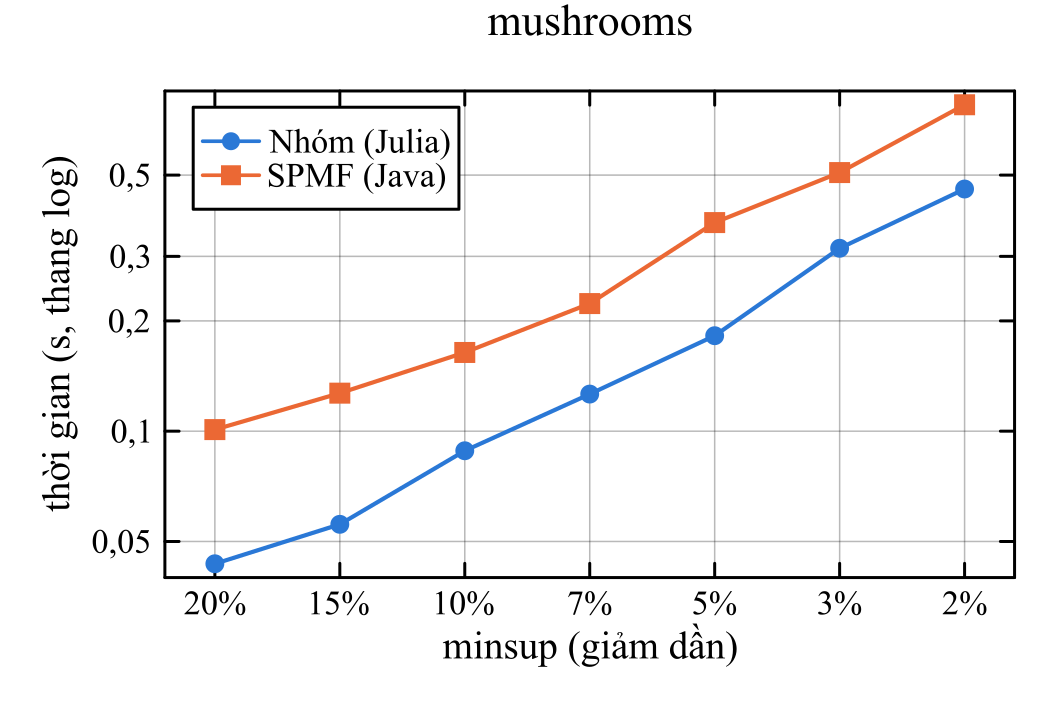 mushrooms
Nhóm (Julia)
SPMF (Java)
thời gian (s, thang log)
0,5
0,3
0,2
0,1
0,05
20% 15% 10% 7% 5% 3% 2%
minsup (giảm dần)